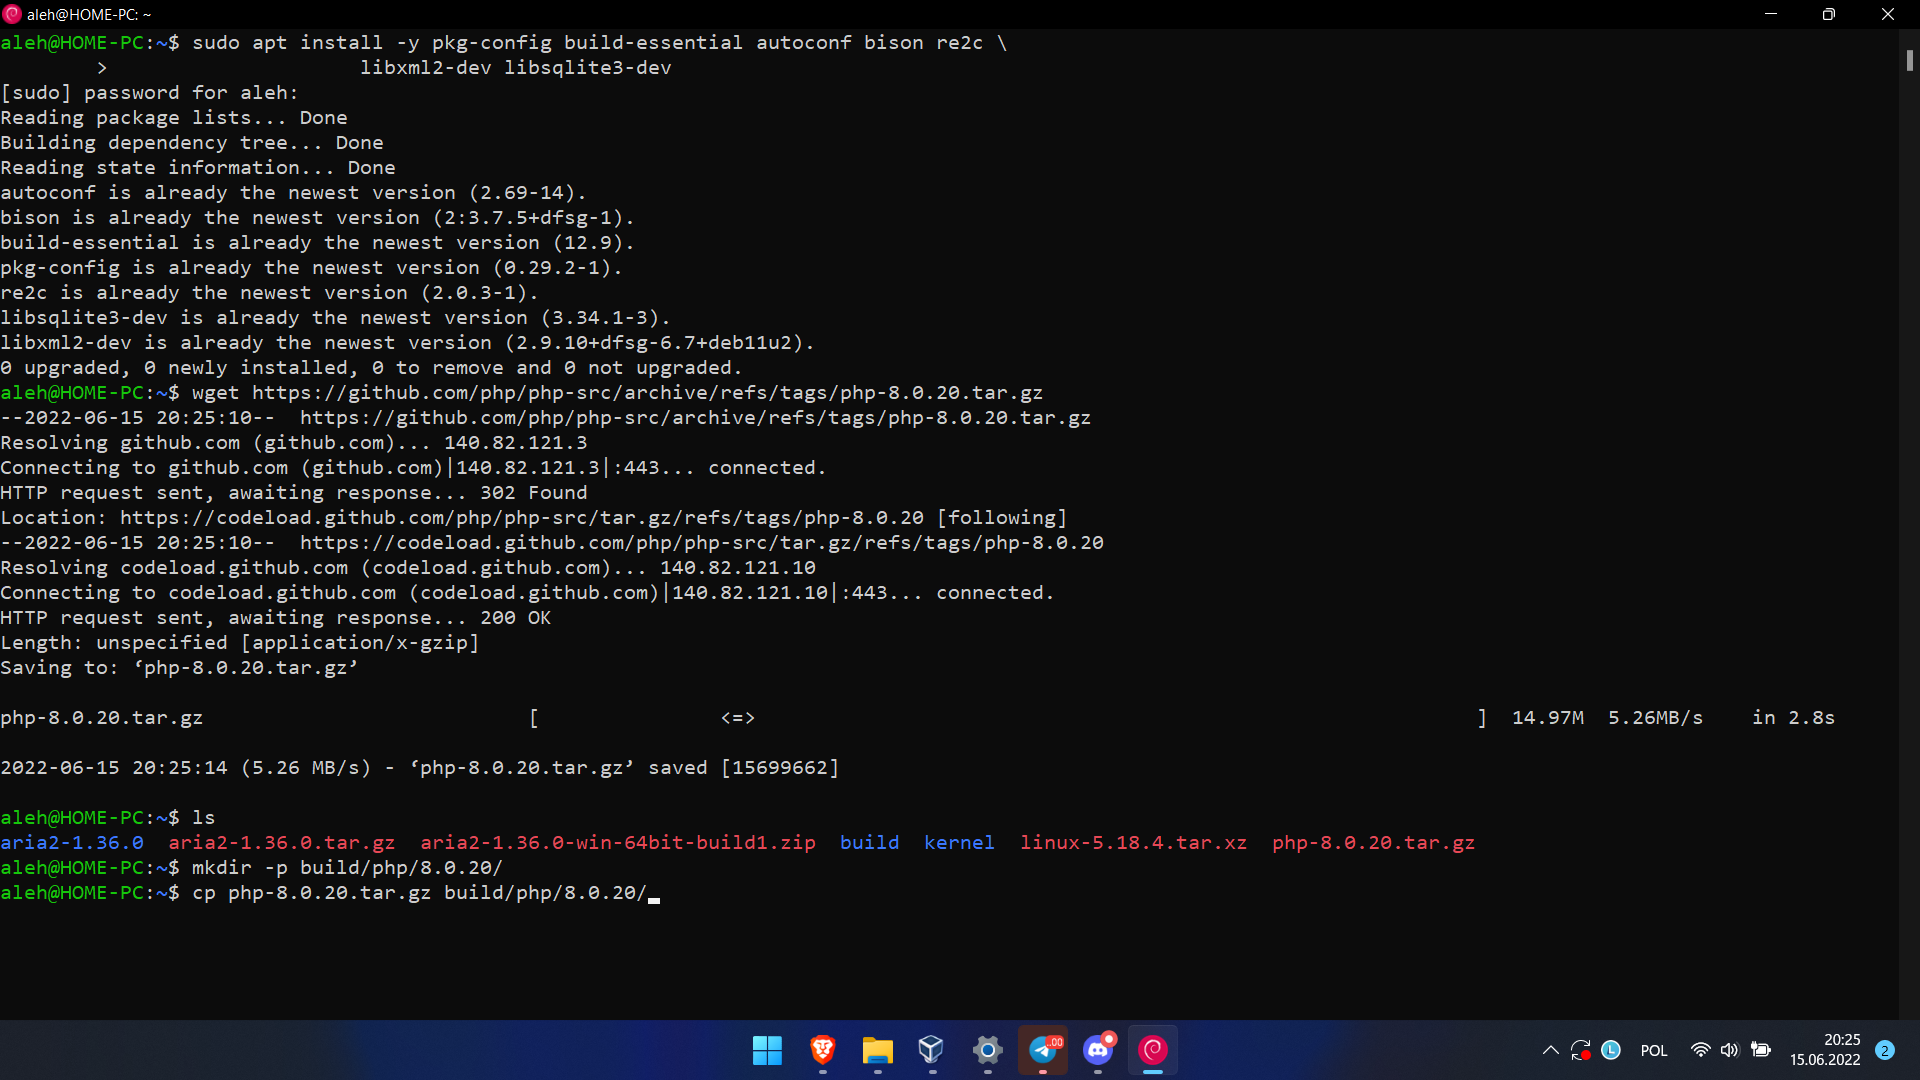 aleh@HOME-PC: ~
aleh@HOME-PC:~$ sudo apt install -y pkg-config build-essential autoconf bison re2c \
>                     libxml2-dev libsqlite3-dev
[sudo] password for aleh:
Reading package lists... Done
Building dependency tree... Done
Reading state information... Done
autoconf is already the newest version (2.69-14).
bison is already the newest version (2:3.7.5+dfsg-1).
build-essential is already the newest version (12.9).
pkg-config is already the newest version (0.29.2-1).
re2c is already the newest version (2.0.3-1).
libsqlite3-dev is already the newest version (3.34.1-3).
libxml2-dev is already the newest version (2.9.10+dfsg-6.7+deb11u2).
0 upgraded, 0 newly installed, 0 to remove and 0 not upgraded.
aleh@HOME-PC:~$ wget https://github.com/php/php-src/archive/refs/tags/php-8.0.20.tar.gz
--2022-06-15 20:25:10--  https://github.com/php/php-src/archive/refs/tags/php-8.0.20.tar.gz
Resolving github.com (github.com)... 140.82.121.3
Connecting to github.com (github.com)|140.82.121.3|:443... connected.
HTTP request sent, awaiting response... 302 Found
Location: https://codeload.github.com/php/php-src/tar.gz/refs/tags/php-8.0.20 [following]
--2022-06-15 20:25:10--  https://codeload.github.com/php/php-src/tar.gz/refs/tags/php-8.0.20
Resolving codeload.github.com (codeload.github.com)... 140.82.121.10
Connecting to codeload.github.com (codeload.github.com)|140.82.121.10|:443... connected.
HTTP request sent, awaiting response... 200 OK
Length: unspecified [application/x-gzip]
Saving to: ‘php-8.0.20.tar.gz’
php-8.0.20.tar.gz                           [               <=>                                                            ]  14.97M  5.26MB/s    in 2.8s
2022-06-15 20:25:14 (5.26 MB/s) - ‘php-8.0.20.tar.gz’ saved [15699662]
aleh@HOME-PC:~$ ls
aria2-1.36.0  aria2-1.36.0.tar.gz  aria2-1.36.0-win-64bit-build1.zip  build  kernel  linux-5.18.4.tar.xz  php-8.0.20.tar.gz
aleh@HOME-PC:~$ mkdir -p build/php/8.0.20/
aleh@HOME-PC:~$ cp php-8.0.20.tar.gz build/php/8.0.20/
.00
L
POL
20:25
15.06.2022
2